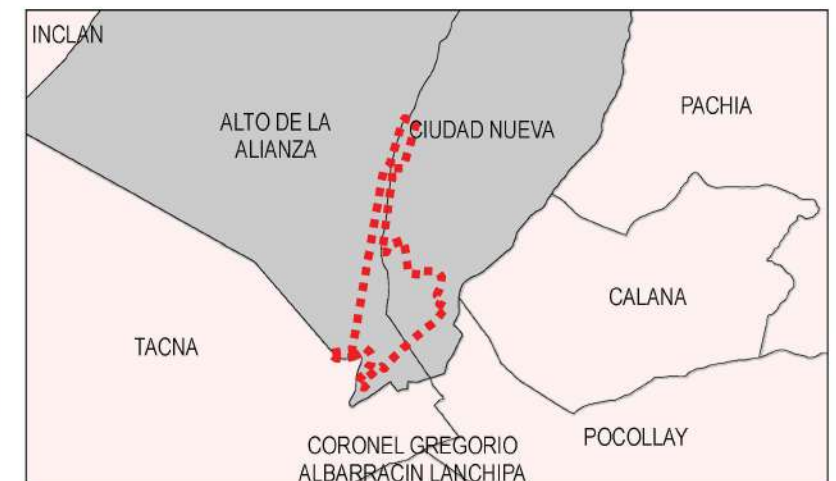 INCLAN
ALTO DE LA
ALIANZA
CIUDAD NUEVA
PACHIA
CALANA
TACNA
CORONEL GREGORIO
ALBARRACIN LANCHIPA
POCOLLAY